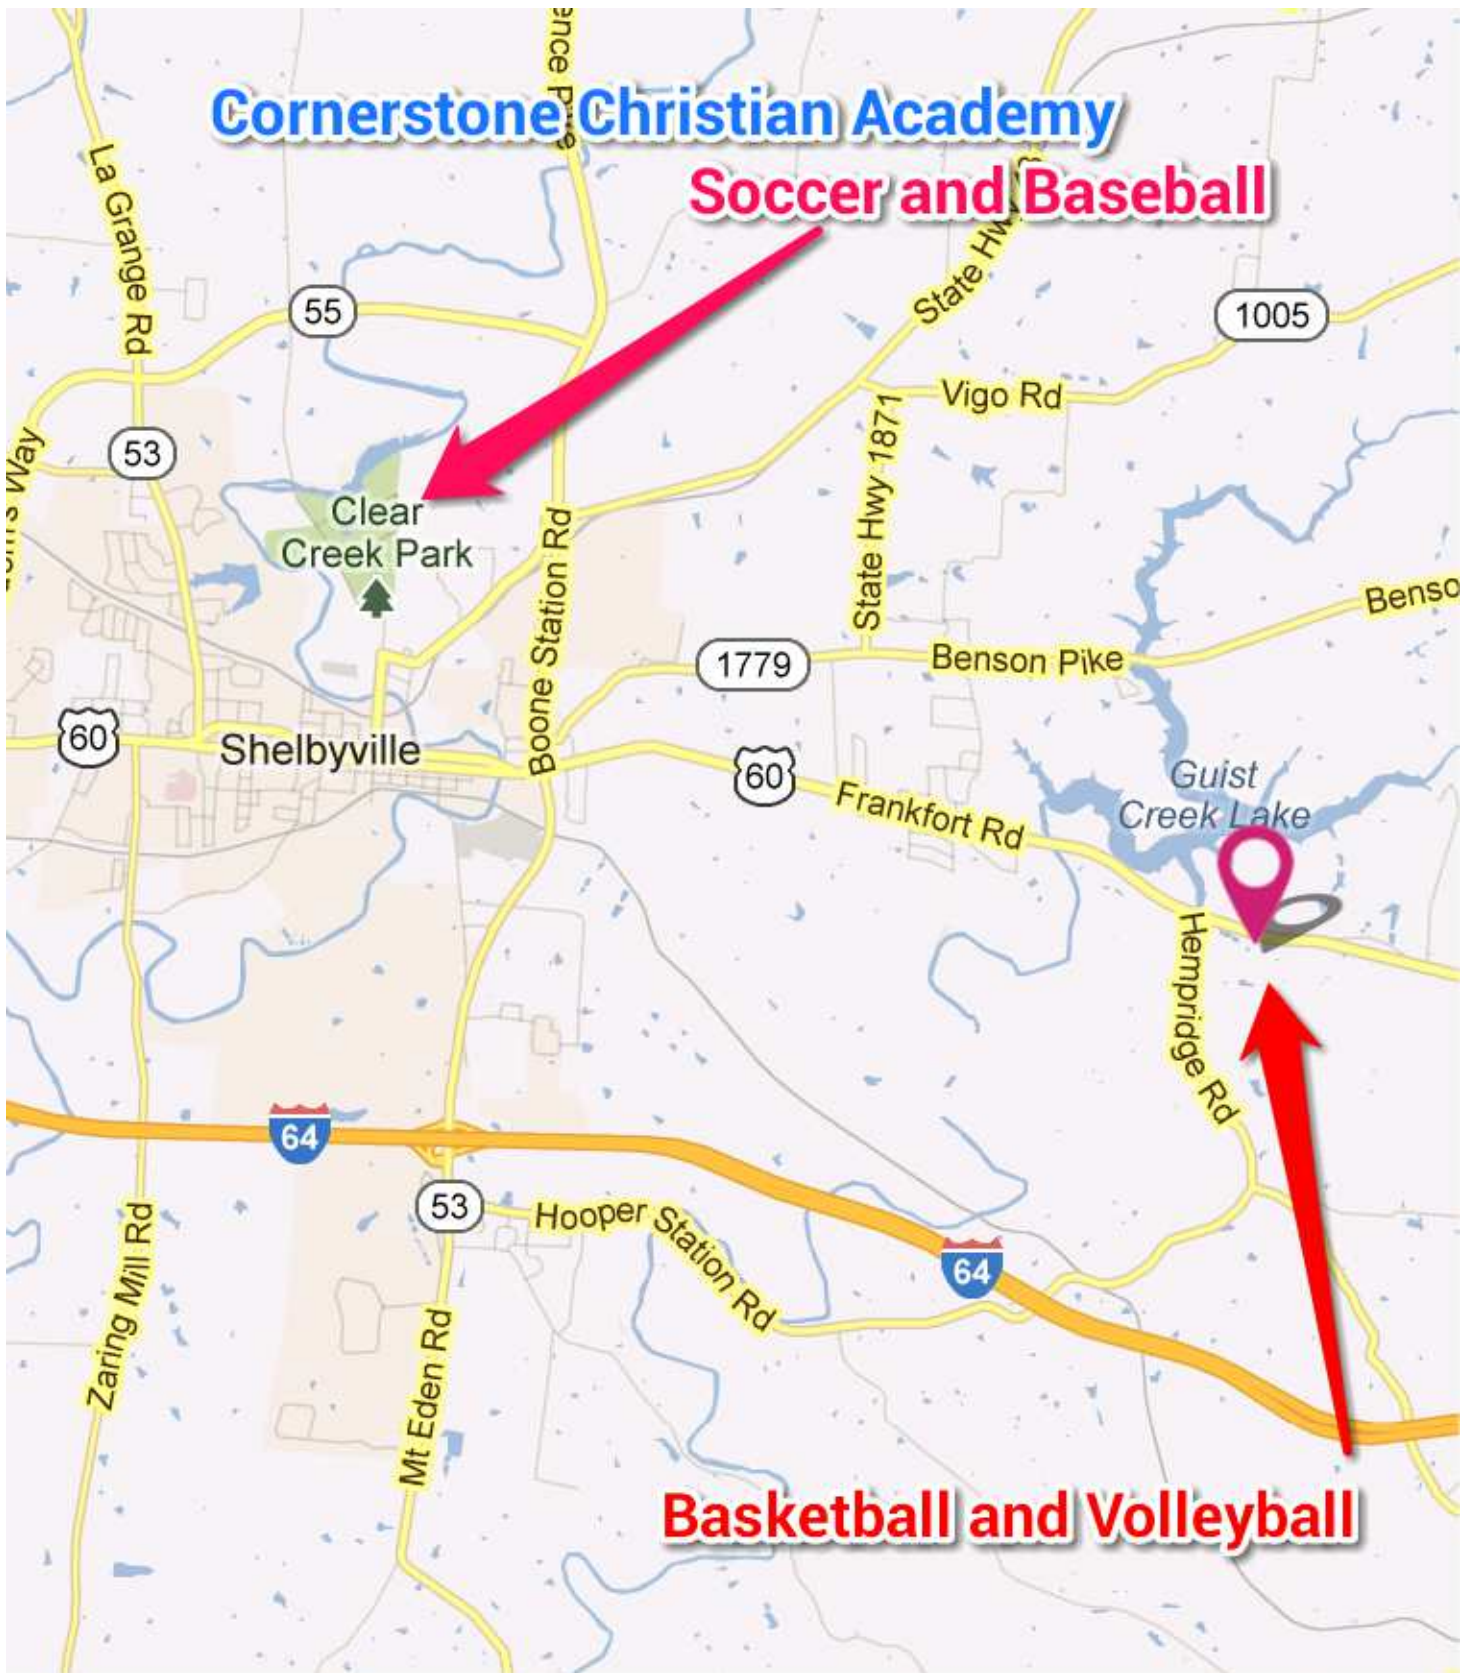 Cornerstone Christian Academy
Soccer and Baseball
La Grange Rd
State Hwy
55
1005
Vigo Rd
53
Way
Clear
Creek Park
State Hwy 1871
Boone Station Rd
1779
Benson Pike
60
Shelbyville
60
Frankfort Rd
Guist
Creek Lake
Hempridge Rd
64
53
Hooper Station Rd
64
Zaring Mill Rd
Mt Eden Rd
Basketball and Volleyball